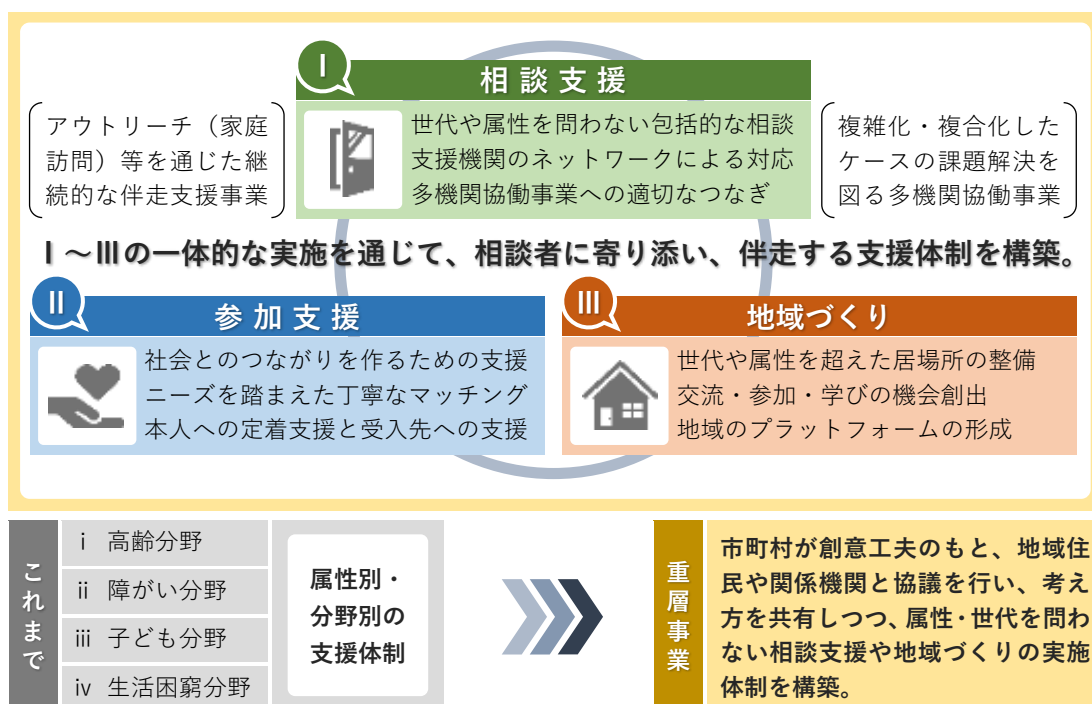 Ⅰ
相談支援
世代や属性を問わない包括的な相談
支援機関のネットワークによる対応
多機関協働事業への適切なつなぎ
アウトリーチ（家庭
訪問）等を通じた継
続的な伴走支援事業
複雑化・複合化した
ケースの課題解決を
図る多機関協働事業
Ⅰ～Ⅲの一体的な実施を通じて、相談者に寄り添い、伴走する支援体制を構築。
Ⅱ
参加支援
社会とのつながりを作るための支援
ニーズを踏まえた丁寧なマッチング
本人への定着支援と受入先への支援
Ⅲ
地域づくり
世代や属性を超えた居場所の整備
交流・参加・学びの機会創出
地域のプラットフォームの形成
これまで
ⅰ 高齢分野
ⅱ 障がい分野
ⅲ 子ども分野
ⅳ 生活困窮分野
属性別・
分野別の
支援体制
重層事業
市町村が創意工夫のもと、地域住
民や関係機関と協議を行い、考え
方を共有しつつ、属性・世代を問わ
ない相談支援や地域づくりの実施
体制を構築。